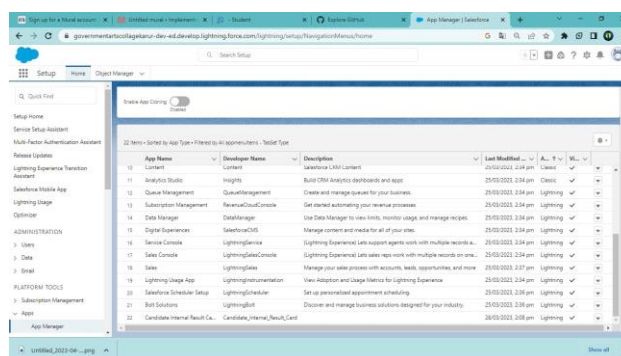 Sign up for a Mural account
Untitled mural • Implement
- Student
Explore GitHub
App Manager | Salesforce
governmentartscollagekarur-dev-ed.develop.lightning.force.com/lightning/setup/NavigationMenus/home
Search Setup
Setup Home Object Manager
Quick Find
Setup Home
Service Setup Assistant
Multi-Factor Authentication Assistant
Release Updates
Lightning Experience Transition
Assistant
Salesforce Mobile App
Lightning Usage
Optimizer
ADMINISTRATION
Users
Data
Email
PLATFORM TOOLS
Subscription Management
Apps
App Manager
Enable App Cloning
Disabled
22 items • Sorted by App Type • Filtered by All appmenuitems - TabSet Type
App Name Developer Name Description Last Modified ... A... Vi...
10 Content Content Salesforce CRM Content 25/03/2023, 2:34 pm Classic
11 Analytics Studio Insights Build CRM Analytics dashboards and apps 25/03/2023, 2:34 pm Classic
12 Queue Management QueueManagement Create and manage queues for your business. 25/03/2023, 2:34 pm Lightning
13 Subscription Management RevenueCloudConsole Get started automating your revenue processes 25/03/2023, 2:34 pm Lightning
14 Data Manager DataManager Use Data Manager to view limits, monitor usage, and manage recipes. 25/03/2023, 2:34 pm Lightning
15 Digital Experiences SalesforceCMS Manage content and media for all of your sites. 25/03/2023, 2:34 pm Lightning
16 Service Console LightningService (Lightning Experience) Lets support agents work with multiple records a... 25/03/2023, 2:34 pm Lightning
17 Sales Console LightningSalesConsole (Lightning Experience) Lets sales reps work with multiple records on one... 25/03/2023, 2:34 pm Lightning
18 Sales LightningSales Manage your sales process with accounts, leads, opportunities, and more 25/03/2023, 2:37 pm Lightning
19 Lightning Usage App LightningInstrumentation View Adoption and Usage Metrics for Lightning Experience 25/03/2023, 2:34 pm Lightning
20 Salesforce Scheduler Setup LightningScheduler Set up personalized appointment scheduling. 25/03/2023, 2:36 pm Lightning
21 Bolt Solutions LightningBolt Discover and manage business solutions designed for your industry. 25/03/2023, 2:36 pm Lightning
22 Candidate Internal Result Ca... Candidate_Internal_Result_Card 28/03/2023, 2:08 pm Lightning
Untitled_2023-04-....png
Show all